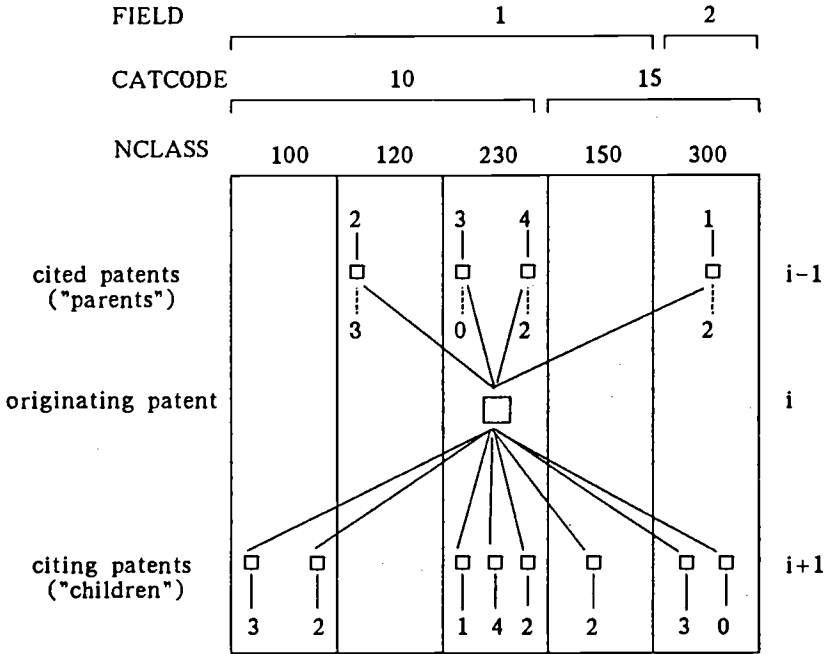 FIELD 1 2
CATCODE 10 15
NCLASS 100 120 230 150 300
2 3 4 1
cited patents i-1
("parents")
3 0 2 2
originating patent i
citing patents i+1
("children")
3 2 1 4 2 2 3 0